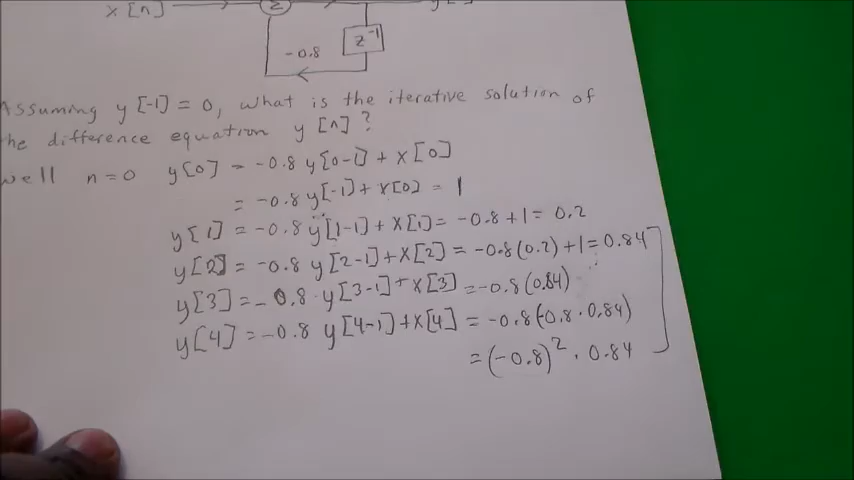 x [n] Σ y[
-0.8 z⁻¹
Assuming y [-1] = 0, what is the iterative solution of
the difference equation y [n] ?
well n=0 y[0] = -0.8 y[0-1] + x[0]
= -0.8 y[-1] + x[0] = 1
y[1] = -0.8 y[1-1] + x[1] = -0.8 + 1 = 0.2
y[2] = -0.8 y[2-1] + x[2] = -0.8(0.2) + 1 = 0.84
y[3] = -0.8 · y[3-1] + x[3] = -0.8(0.84)
y[4] = -0.8 y[4-1] + x[4] = -0.8(-0.8 · 0.84)
= (-0.8)² · 0.84